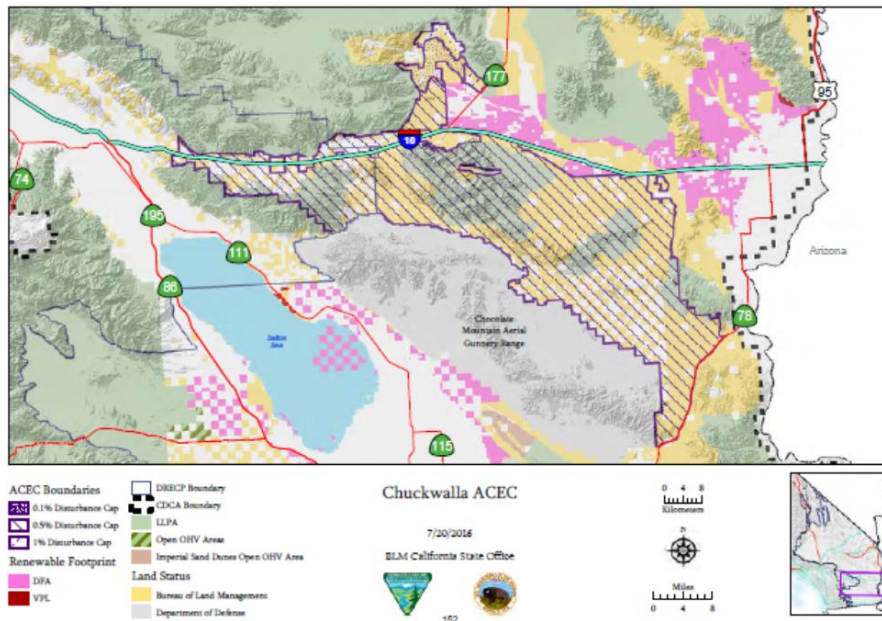 177
95
10
74
195
111
Arizona
86
78
Salton
Sea
Chocolate
Mountain Aerial
Gunnery Range
115
ACEC Boundaries
0.1% Disturbance Cap
0.5% Disturbance Cap
1% Disturbance Cap
Renewable Footprint
DFA
VPL
DRECP Boundary
CDCA Boundary
LLPA
Open OHV Areas
Imperial Sand Dunes Open OHV Area
Land Status
Bureau of Land Management
Department of Defense
Chuckwalla ACEC
7/20/2016
BLM California State Office
152
0 4 8
Kilometers
N
Miles
0 4 8